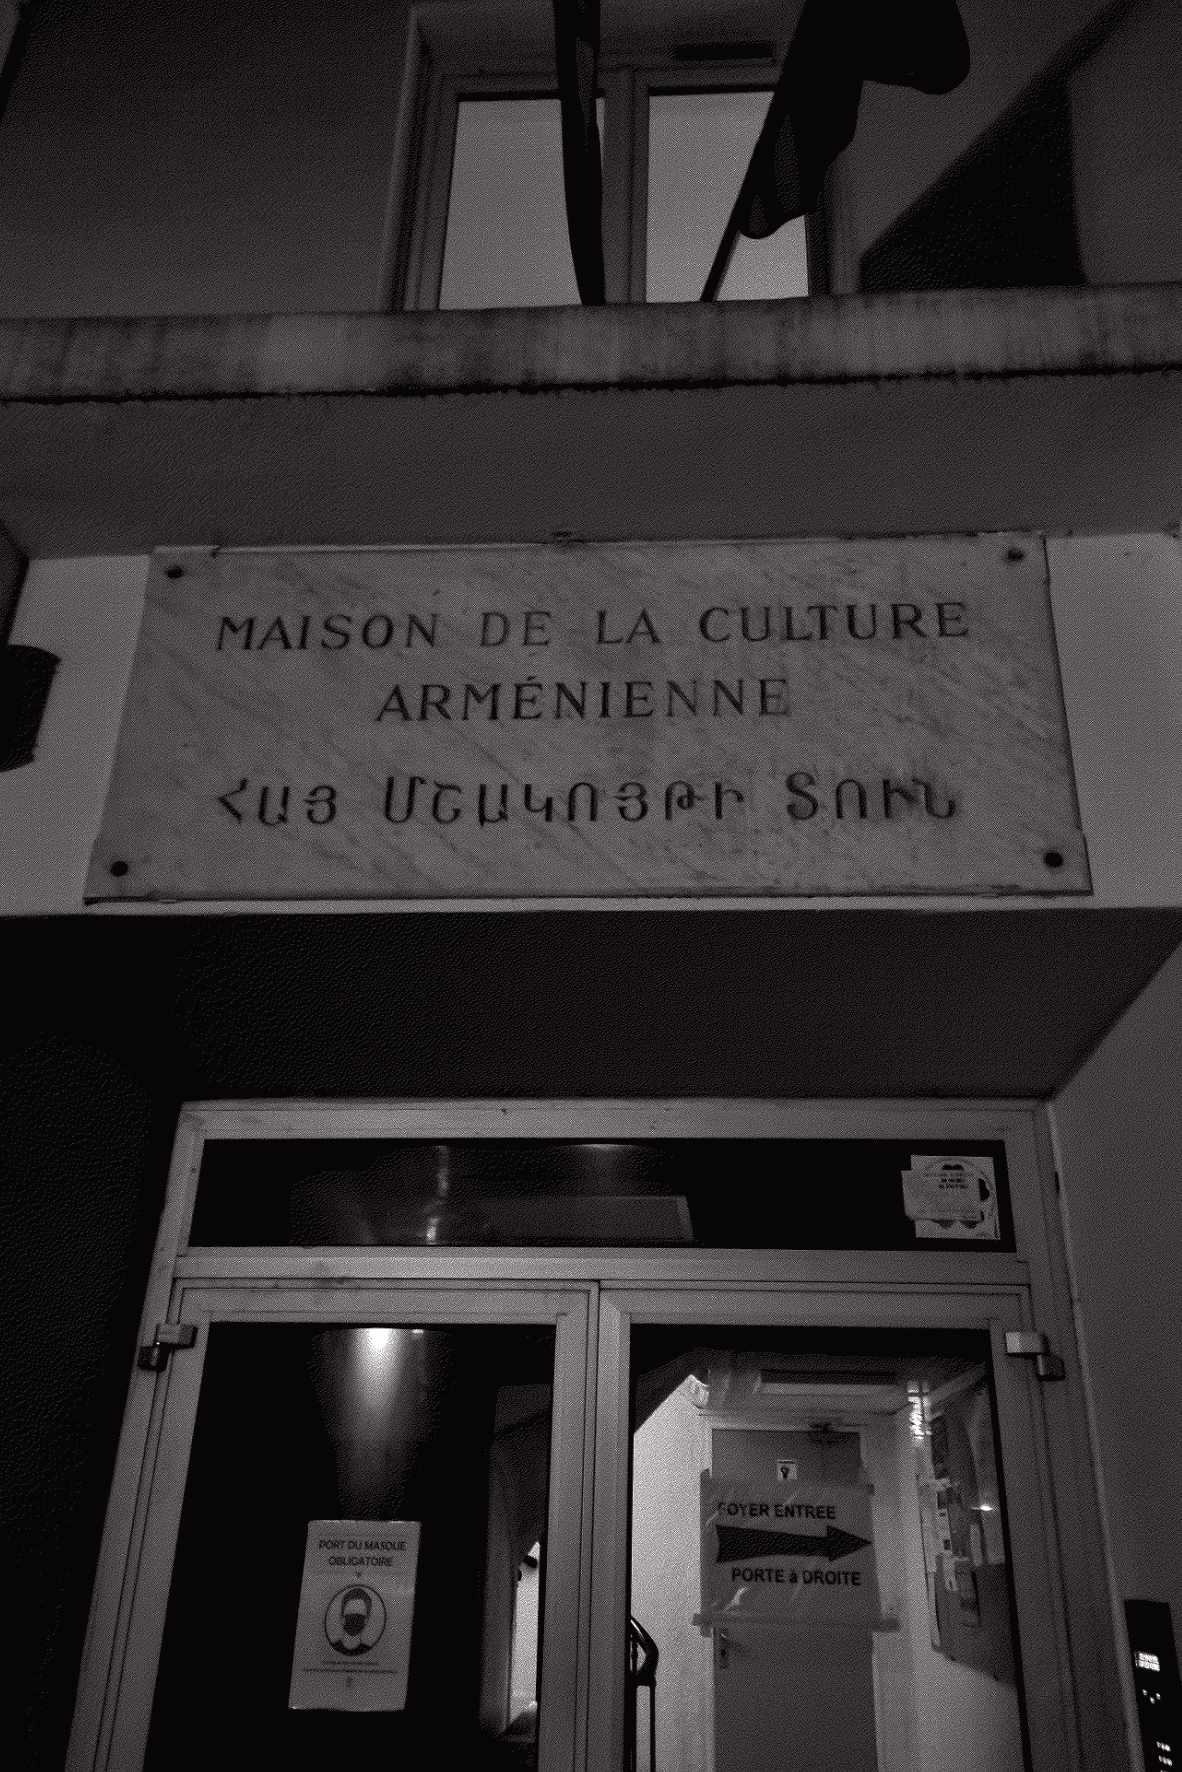 MAISON DE LA CULTURE
ARMÉNIENNE
ՀԱՅ ՄՇԱԿՈՅԹԻ ՏՈՒՆ
FOYER ENTREE
PORTE à DROITE
PORT DU MASQUE
OBLIGATOIRE